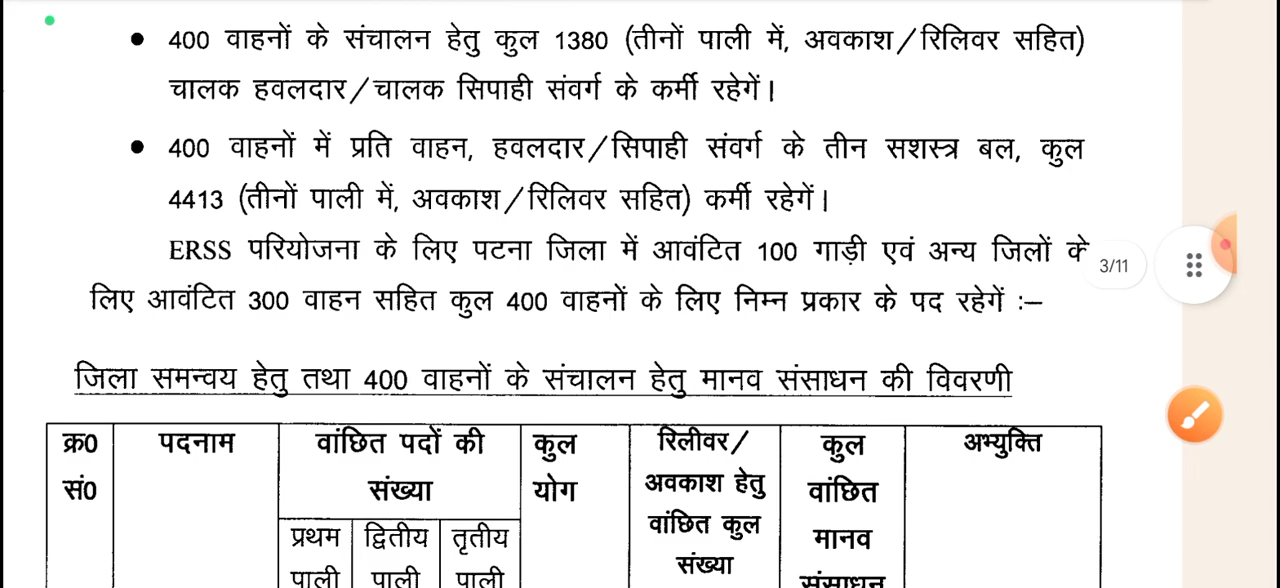 • 400 वाहनों के संचालन हेतु कुल 1380 (तीनों पाली में, अवकाश/रिलिवर सहित)
चालक हवलदार/चालक सिपाही संवर्ग के कर्मी रहेगें।
• 400 वाहनों में प्रति वाहन, हवलदार/सिपाही संवर्ग के तीन सशस्त्र बल, कुल
4413 (तीनों पाली में, अवकाश/रिलिवर सहित) कर्मी रहेगें।
ERSS परियोजना के लिए पटना जिला में आवंटित 100 गाड़ी एवं अन्य जिलों के
3/11
लिए आवंटित 300 वाहन सहित कुल 400 वाहनों के लिए निम्न प्रकार के पद रहेगें :–
जिला समन्वय हेतु तथा 400 वाहनों के संचालन हेतु मानव संसाधन की विवरणी
क्र0 पदनाम वांछित पदों की कुल रिलीवर/ कुल अभ्युक्ति
सं0 संख्या योग अवकाश हेतु वांछित
प्रथम द्वितीय तृतीय वांछित कुल मानव
पाली पाली पाली संख्या संसाधन